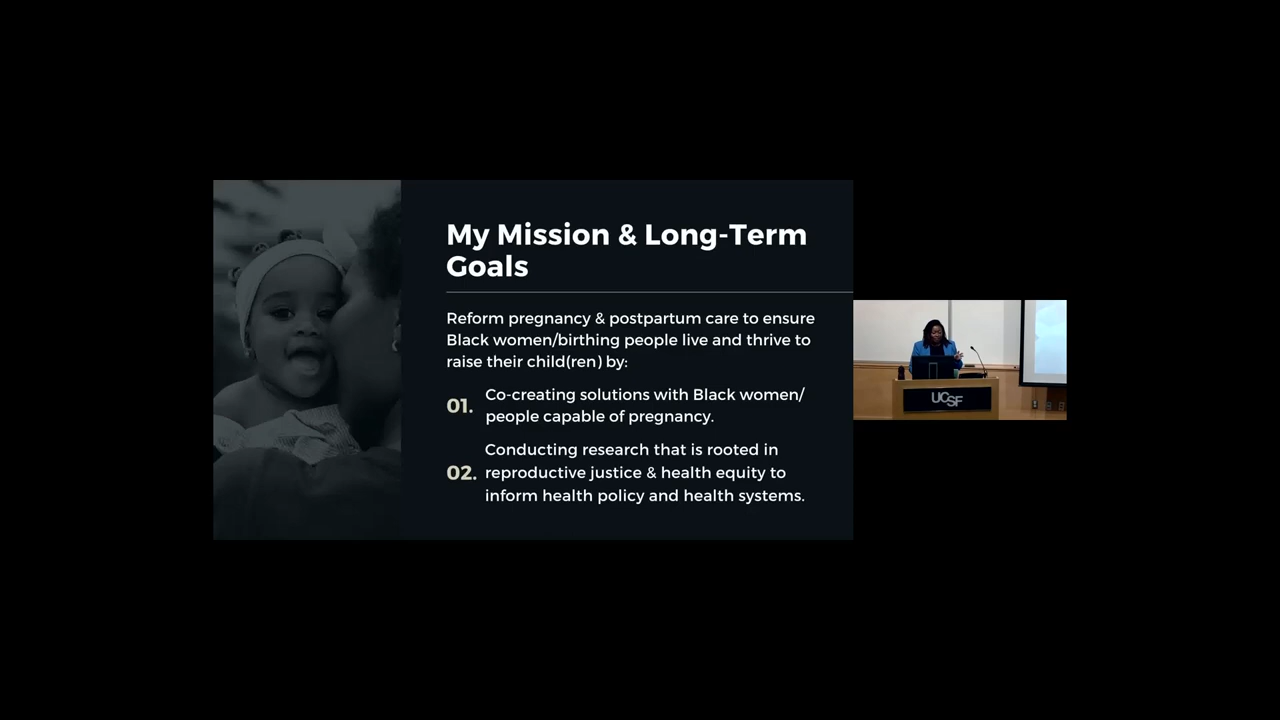 My Mission & Long-Term
Goals
Reform pregnancy & postpartum care to ensure
Black women/birthing people live and thrive to
raise their child(ren) by:
01.
Co-creating solutions with Black women/
people capable of pregnancy.
02.
Conducting research that is rooted in
reproductive justice & health equity to
inform health policy and health systems.
UCSF